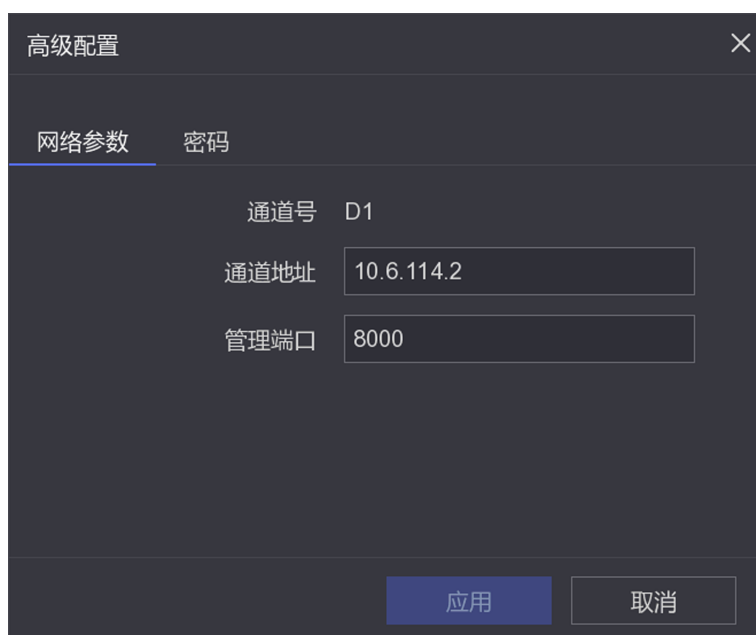 高级配置
网络参数 密码
通道号 D1
通道地址 10.6.114.2
管理端口 8000
应用 取消